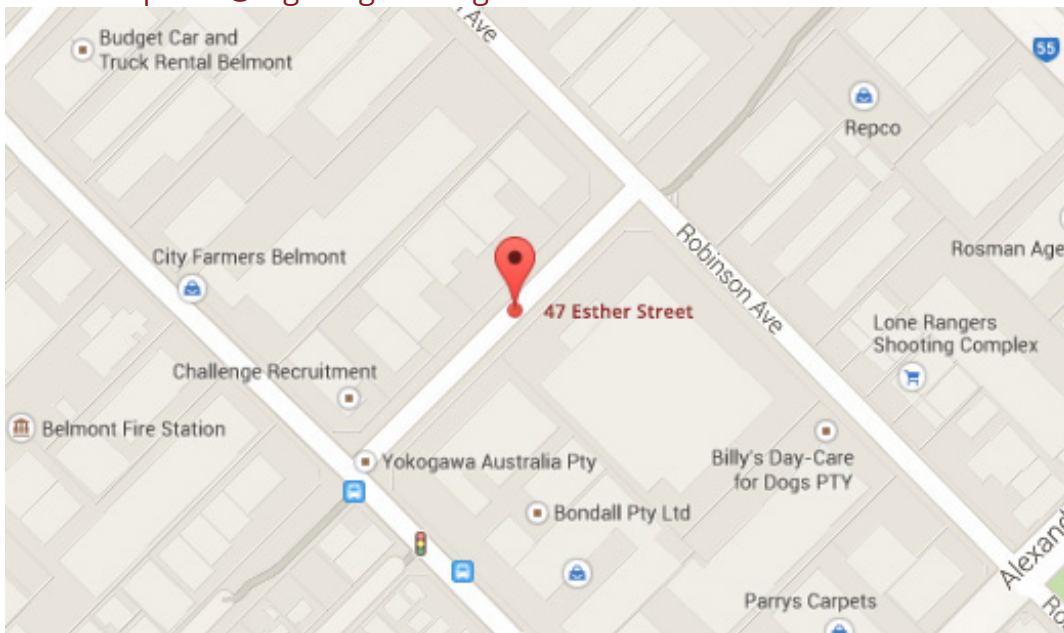 Ave
Budget Car and
Truck Rental Belmont
55
Repco
City Farmers Belmont
Robinson Ave
Rosman Age
47 Esther Street
Lone Rangers
Shooting Complex
Challenge Recruitment
Belmont Fire Station
Yokogawa Australia Pty
Billy's Day-Care
for Dogs PTY
Bondall Pty Ltd
Alexand
Parrys Carpets
Ro